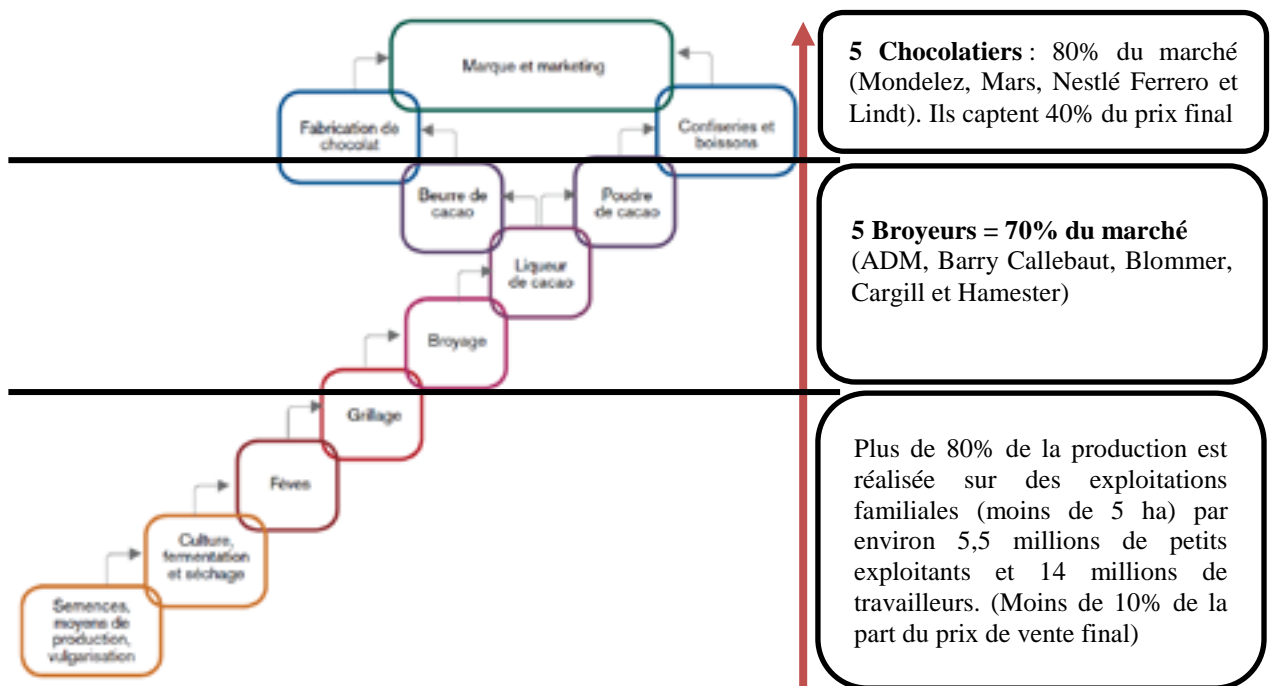 Marque et marketing
Fabrication de
chocolat
Confiseries et
boissons
Beurre de
cacao
Poudre
de cacao
Liqueur
de cacao
Broyage
Grillage
Fèves
Culture,
fermentation
et séchage
Semences,
moyens de
production,
vulgarisation
5 Chocolatiers : 80% du marché
(Mondelez, Mars, Nestlé Ferrero et
Lindt). Ils captent 40% du prix final
5 Broyeurs = 70% du marché
(ADM, Barry Callebaut, Blommer,
Cargill et Hamester)
Plus de 80% de la production est
réalisée sur des exploitations
familiales (moins de 5 ha) par
environ 5,5 millions de petits
exploitants et 14 millions de
travailleurs. (Moins de 10% de la
part du prix de vente final)